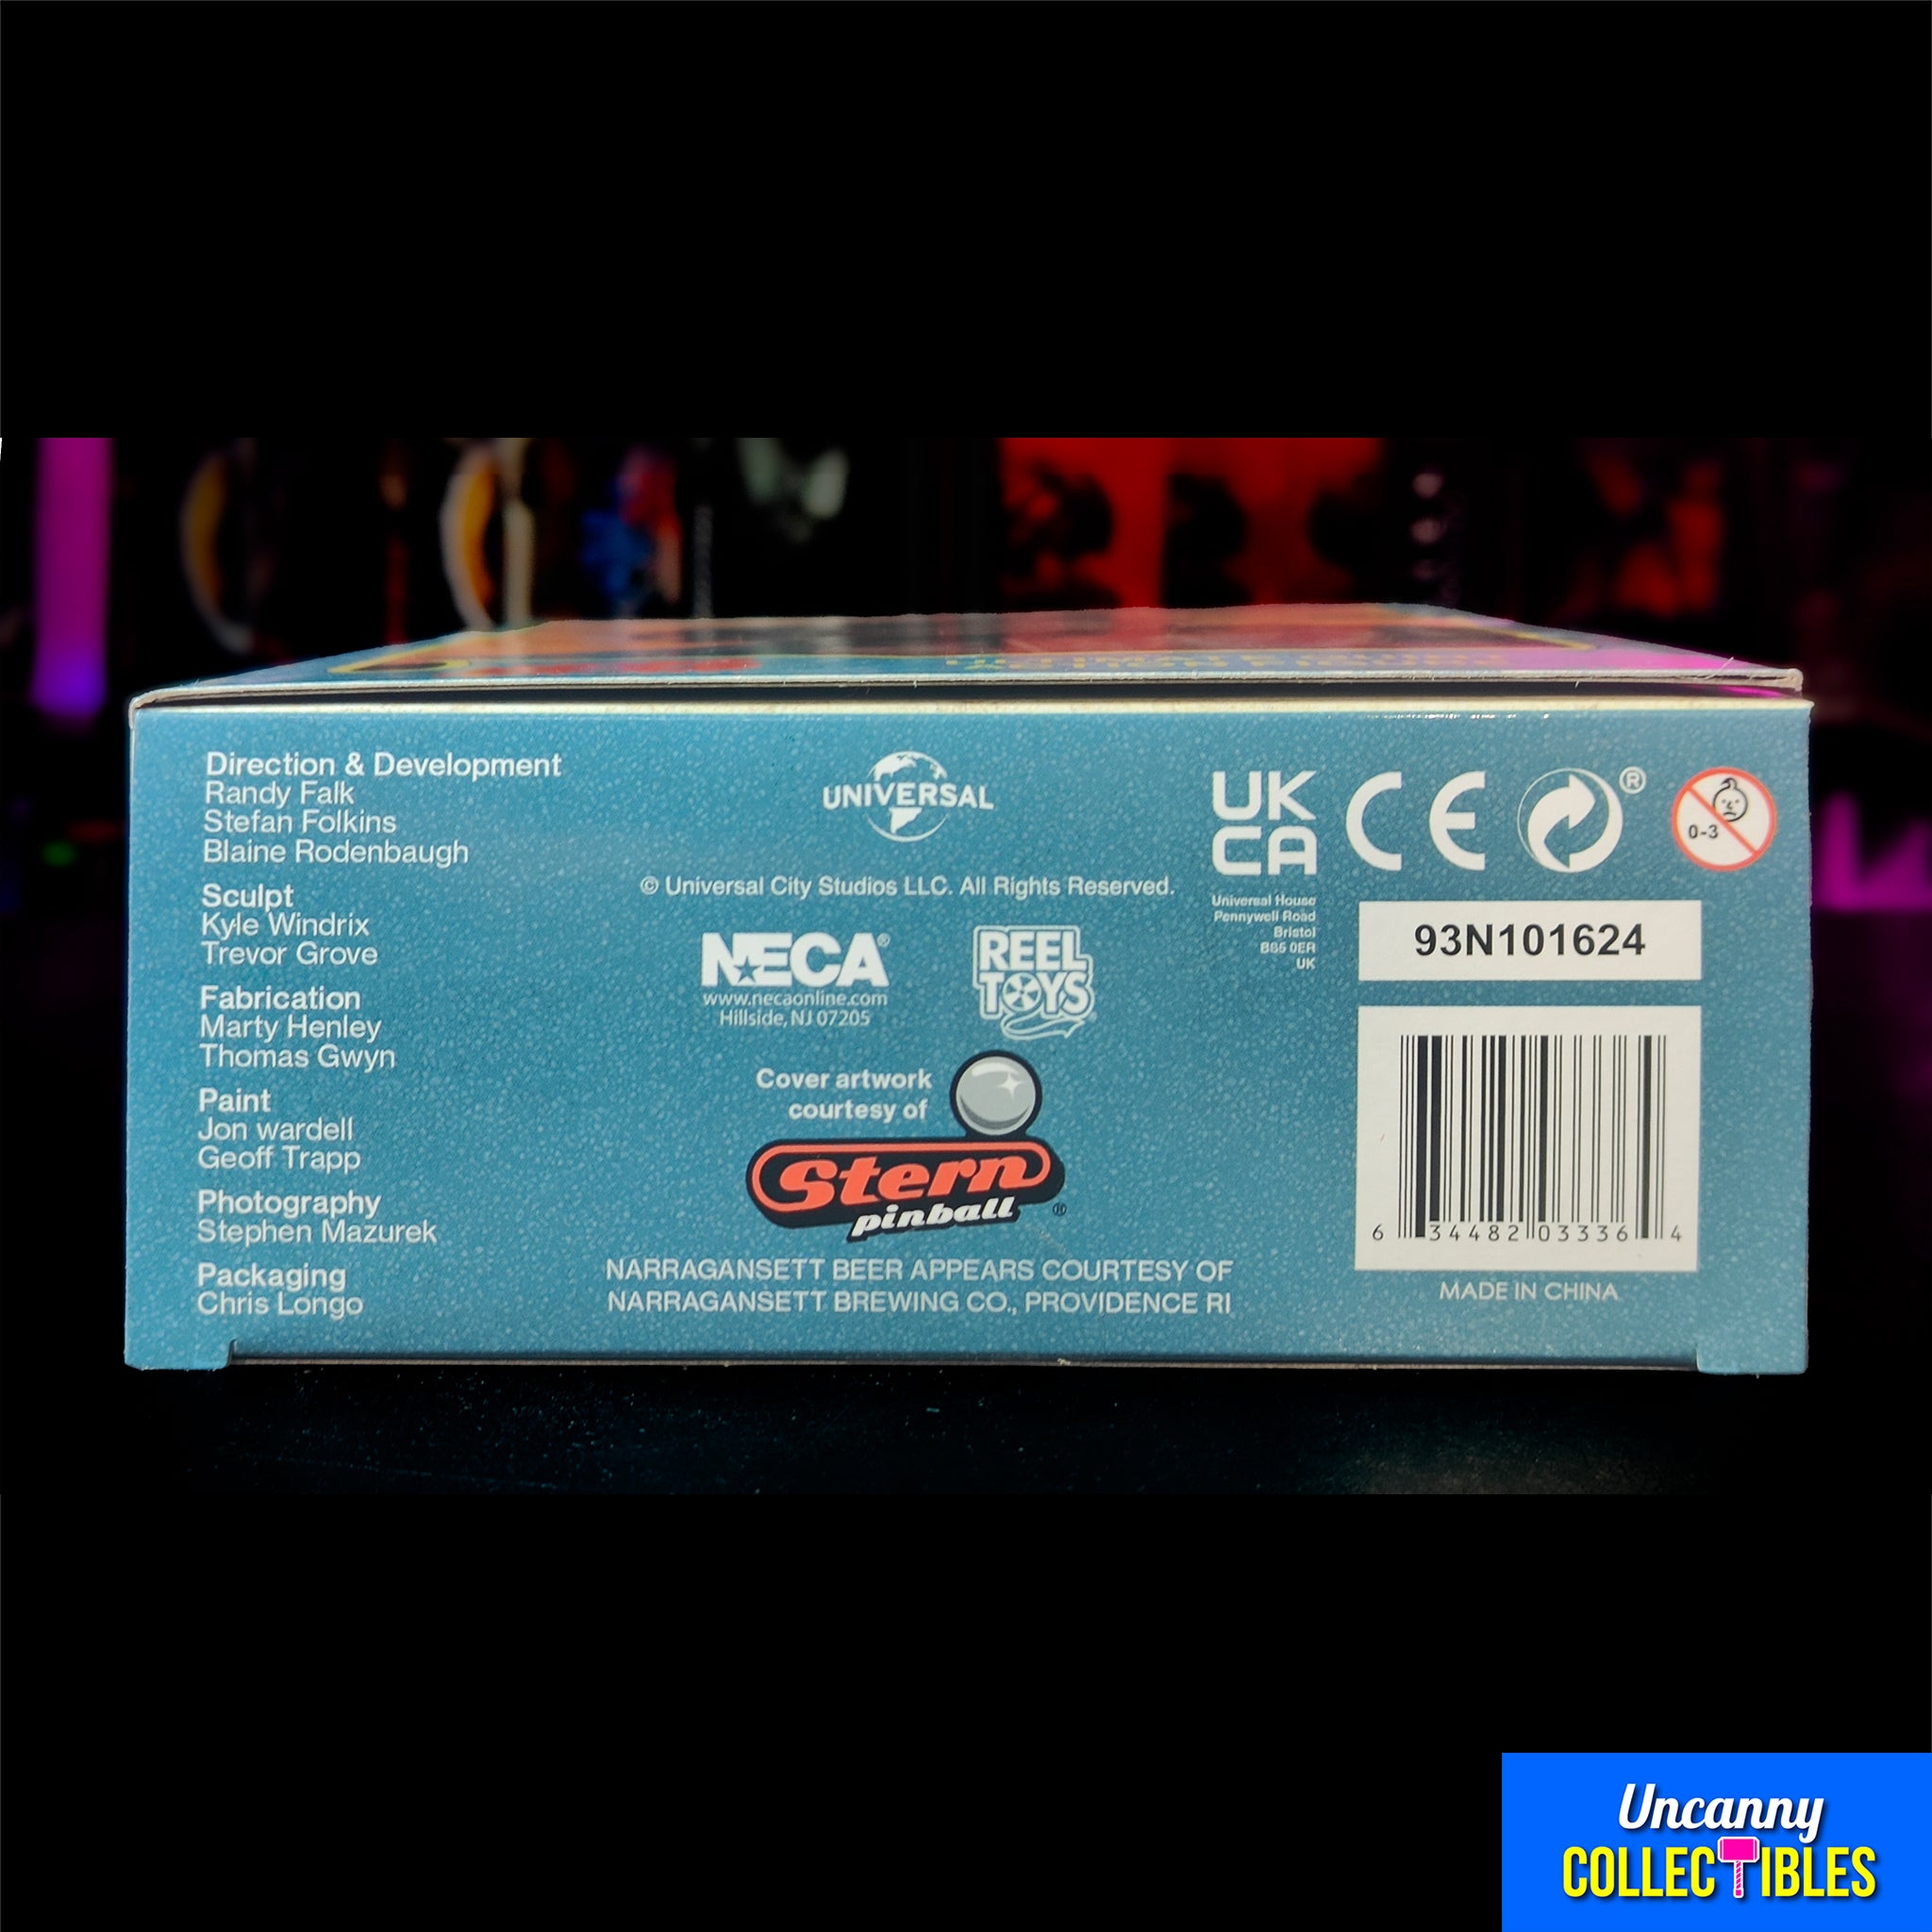 Direction & Development
Randy Falk
Stefan Folkins
Blaine Rodenbaugh
Sculpt
Kyle Windrix
Trevor Grove
Fabrication
Marty Henley
Thomas Gwyn
Paint
Jon wardell
Geoff Trapp
Photography
Stephen Mazurek
Packaging
Chris Longo
UNIVERSAL
© Universal City Studios LLC. All Rights Reserved.
NECA®
www.necaonline.com
Hillside, NJ 07205
REEL
TOYS
Cover artwork
courtesy of
Stern
pinball ®
NARRAGANSETT BEER APPEARS COURTESY OF
NARRAGANSETT BREWING CO., PROVIDENCE RI
UK
CA
CE
®
0-3
Universal House
Pennywell Road
Bristol
BS5 0ER
UK
93N101624
6 34482 03336 4
MADE IN CHINA
Uncanny
COLLECTIBLES